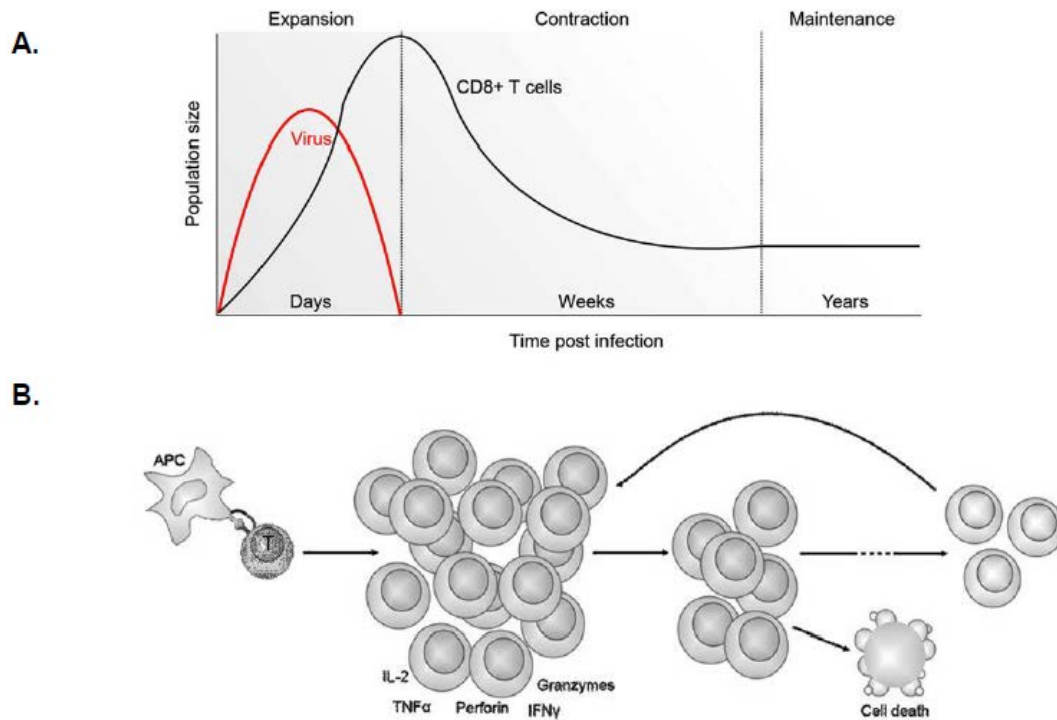 A.
Expansion
Contraction
Maintenance
Population size
Virus
CD8+ T cells
Days
Weeks
Years
Time post infection
B.
APC
T
IL-2
TNFα
Perforin
Granzymes
IFNγ
Cell death